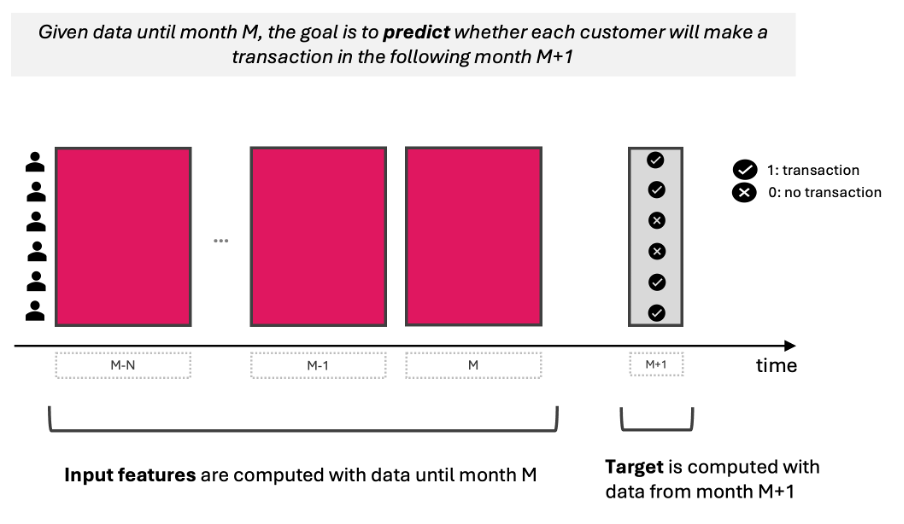 Given data until month M, the goal is to predict whether each customer will make a
transaction in the following month M+1
1: transaction
0: no transaction
...
M-N
M-1
M
M+1
time
Input features are computed with data until month M
Target is computed with
data from month M+1